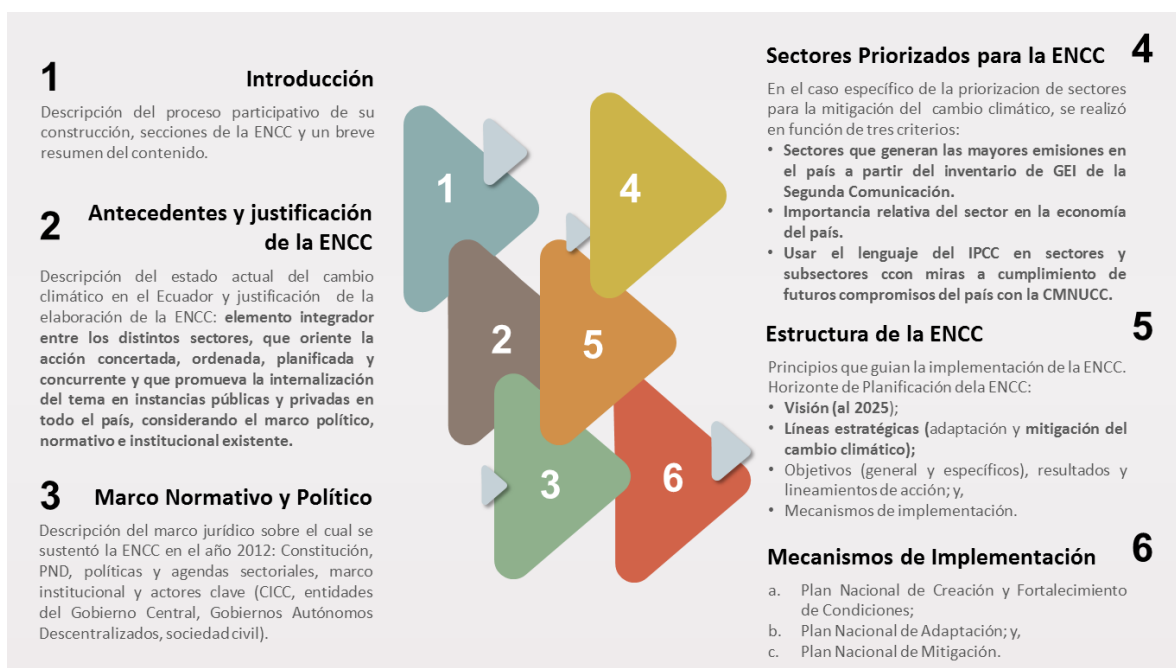 1
Introducción
Descripción del proceso participativo de su
construcción, secciones de la ENCC y un breve
resumen del contenido.
2
Antecedentes y justificación
de la ENCC
Descripción del estado actual del cambio
climático en el Ecuador y justificación de la
elaboración de la ENCC: elemento integrador
entre los distintos sectores, que oriente la
acción concertada, ordenada, planificada y
concurrente y que promueva la internalización
del tema en instancias públicas y privadas en
todo el país, considerando el marco político,
normativo e institucional existente.
3
Marco Normativo y Político
Descripción del marco jurídico sobre el cual se
sustentó la ENCC en el año 2012: Constitución,
PND, políticas y agendas sectoriales, marco
institucional y actores clave (CICC, entidades
del Gobierno Central, Gobiernos Autónomos
Descentralizados, sociedad civil).
1
2
3
4
5
6
Sectores Priorizados para la ENCC
4
En el caso específico de la priorizacion de sectores
para la mitigación del cambio climático, se realizó
en función de tres criterios:
• Sectores que generan las mayores emisiones en
el país a partir del inventario de GEI de la
Segunda Comunicación.
• Importancia relativa del sector en la economía
del país.
• Usar el lenguaje del IPCC en sectores y
subsectores ccon miras a cumplimiento de
futuros compromisos del país con la CMNUCC.
Estructura de la ENCC
5
Principios que guian la implementación de la ENCC.
Horizonte de Planificación dela ENCC:
• Visión (al 2025);
• Líneas estratégicas (adaptación y mitigación del
cambio climático);
• Objetivos (general y específicos), resultados y
lineamientos de acción; y,
• Mecanismos de implementación.
Mecanismos de Implementación
6
a. Plan Nacional de Creación y Fortalecimiento
de Condiciones;
b. Plan Nacional de Adaptación; y,
c. Plan Nacional de Mitigación.